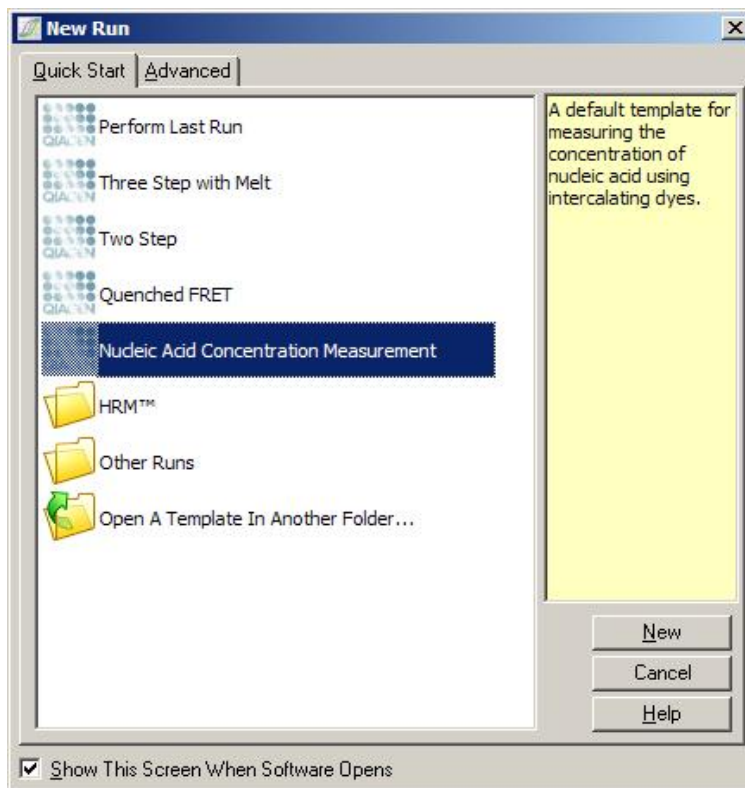 New Run
Quick Start
Advanced
Perform Last Run
Three Step with Melt
Two Step
Quenched FRET
Nucleic Acid Concentration Measurement
HRM™
Other Runs
Open A Template In Another Folder...
A default template for
measuring the
concentration of
nucleic acid using
intercalating dyes.
New
Cancel
Help
Show This Screen When Software Opens